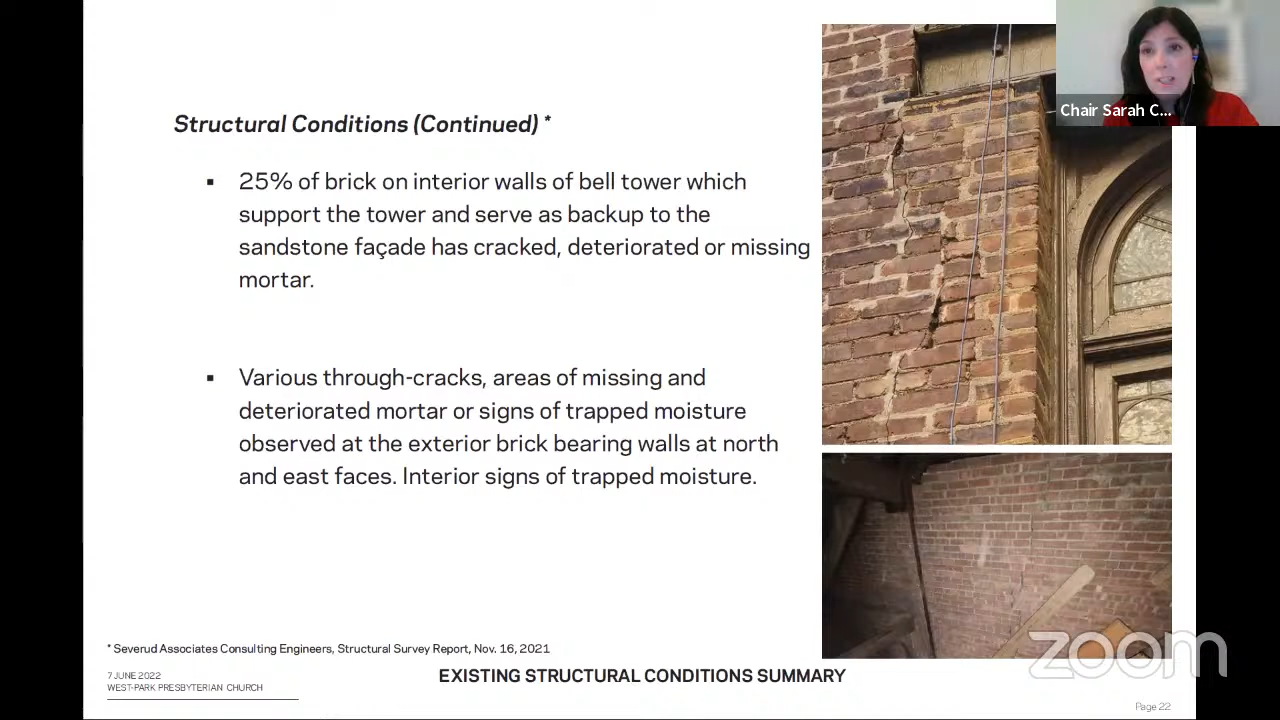 Chair Sarah C...
Structural Conditions (Continued) *
▪ 25% of brick on interior walls of bell tower which
support the tower and serve as backup to the
sandstone façade has cracked, deteriorated or missing
mortar.
▪ Various through-cracks, areas of missing and
deteriorated mortar or signs of trapped moisture
observed at the exterior brick bearing walls at north
and east faces. Interior signs of trapped moisture.
* Severud Associates Consulting Engineers, Structural Survey Report, Nov. 16, 2021
7 JUNE 2022
WEST-PARK PRESBYTERIAN CHURCH
EXISTING STRUCTURAL CONDITIONS SUMMARY
zoom
Page 22